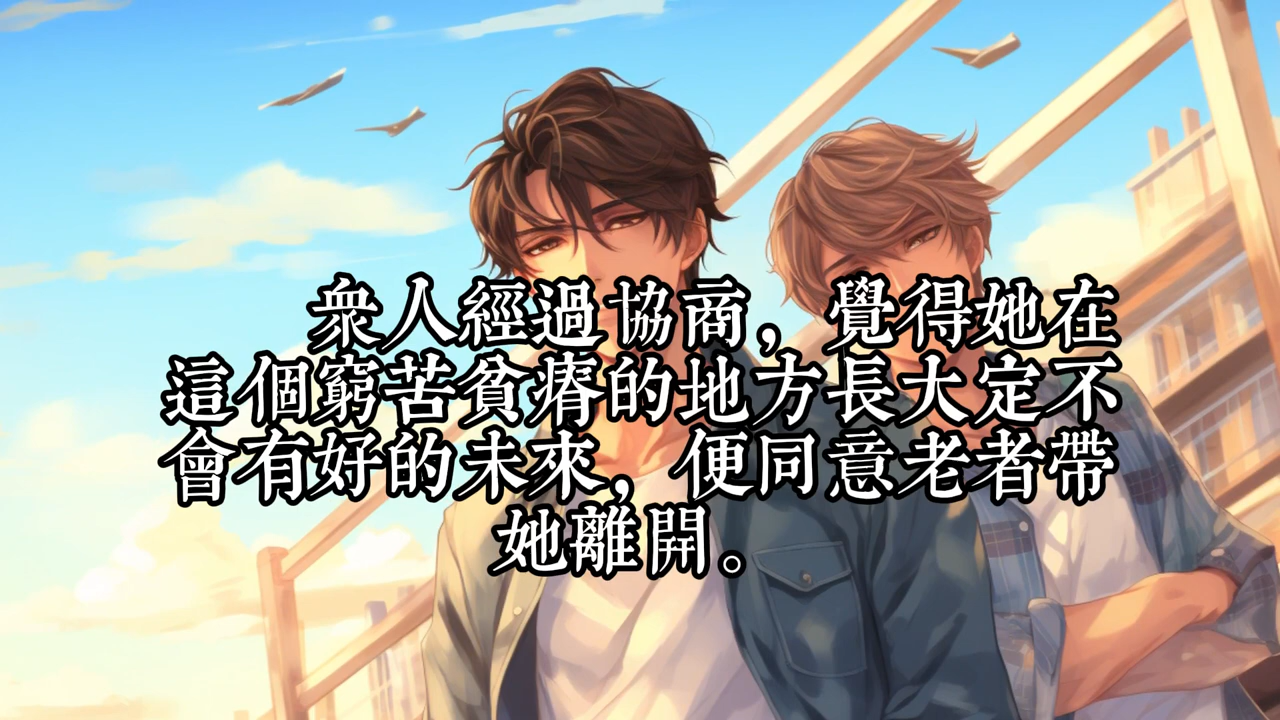 衆人經過協商，覺得她在
這個窮苦貧瘠的地方長大定不
會有好的未來，便同意老者帶
她離開。